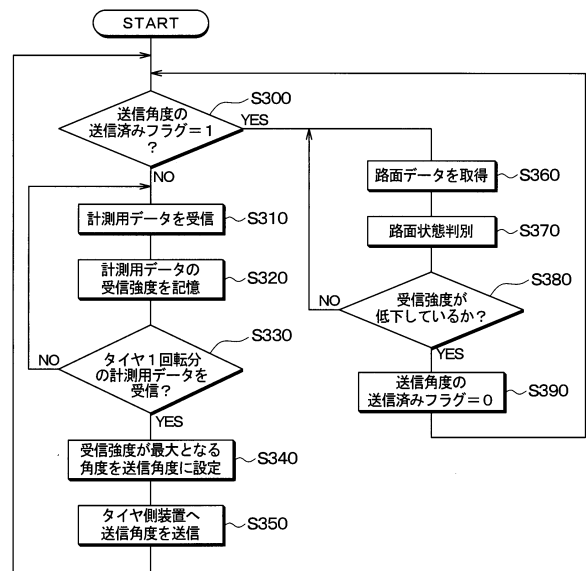 START
送信角度の
送信済みフラグ=1
?
S300
YES
NO
計測用データを受信
S310
計測用データの
受信強度を記憶
S320
S330
NO
タイヤ1回転分
の計測用データを
受信?
YES
受信強度が最大となる
角度を送信角度に設定
S340
タイヤ側装置へ
送信角度を送信
S350
路面データを取得
S360
路面状態判別
S370
S380
NO
受信強度が
低下しているか?
YES
送信角度の
送信済みフラグ=0
S390